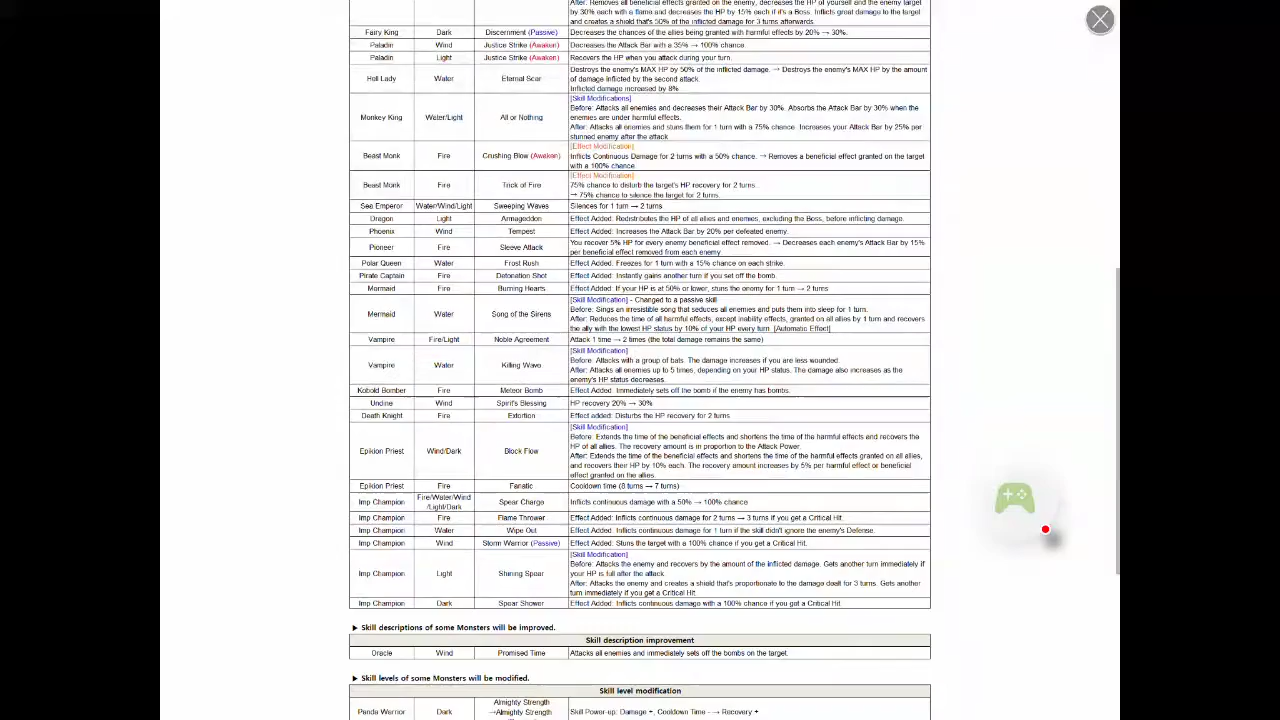 After: Removes all beneficial effects granted on the enemy, decreases the HP of yourself and the enemy target
by 30% each with a flame and decreases the HP by 15% each if it's a Boss. Inflicts great damage to the target
and creates a shield that's 50% of the inflicted damage for 3 turns afterwards.
Fairy King Dark Discernment (Passive) Decreases the chances of the allies being granted with harmful effects by 20% → 30%.
Paladin Wind Justice Strike (Awaken) Decreases the Attack Bar with a 35% → 100% chance.
Paladin Light Justice Strike (Awaken) Recovers the HP when you attack during your turn.
Hell Lady Water Eternal Scar Destroys the enemy's MAX HP by 50% of the inflicted damage. → Destroys the enemy's MAX HP by the amount
of damage inflicted by the second attack.
Inflicted damage increased by 8%
Monkey King Water/Light All or Nothing [Skill Modifications]
Before: Attacks all enemies and decreases their Attack Bar by 30%. Absorbs the Attack Bar by 30% when the
enemies are under harmful effects.
After: Attacks all enemies and stuns them for 1 turn with a 75% chance. Increases your Attack Bar by 25% per
stunned enemy after the attack.
Beast Monk Fire Crushing Blow (Awaken) [Effect Modification]
Inflicts Continuous Damage for 2 turns with a 50% chance. → Removes a beneficial effect granted on the target
with a 100% chance.
Beast Monk Fire Trick of Fire [Effect Modification]
75% chance to disturb the target's HP recovery for 2 turns
→ 75% chance to silence the target for 2 turns.
Sea Emperor Water/Wind/Light Sweeping Waves Silences for 1 turn → 2 turns
Dragon Light Armageddon Effect Added: Redistributes the HP of all allies and enemies, excluding the Boss, before inflicting damage.
Phoenix Wind Tempest Effect Added: Increases the Attack Bar by 20% per defeated enemy.
Pioneer Fire Sleeve Attack You recover 5% HP for every enemy beneficial effect removed. → Decreases each enemy's Attack Bar by 15%
per beneficial effect removed from each enemy.
Polar Queen Water Frost Rush Effect Added: Freezes for 1 turn with a 15% chance on each strike.
Pirate Captain Fire Detonation Shot Effect Added: Instantly gains another turn if you set off the bomb.
Mermaid Fire Burning Hearts Effect Added: If your HP is at 50% or lower, stuns the enemy for 1 turn → 2 turns
Mermaid Water Song of the Sirens [Skill Modification] - Changed to a passive skill
Before: Sings an irresistible song that seduces all enemies and puts them into sleep for 1 turn.
After: Reduces the time of all harmful effects, except inability effects, granted on all allies by 1 turn and recovers
the ally with the lowest HP status by 10% of your HP every turn. [Automatic Effect]
Vampire Fire/Light Noble Agreement Attack 1 time → 2 times (the total damage remains the same)
Vampire Water Killing Wave [Skill Modification]
Before: Attacks with a group of bats. The damage increases if you are less wounded.
After: Attacks all enemies up to 5 times, depending on your HP status. The damage also increases as the
enemy's HP status decreases.
Kobold Bomber Fire Meteor Bomb Effect Added: Immediately sets off the bomb if the enemy has bombs.
Undine Wind Spirit's Blessing HP recovery 20% → 30%
Death Knight Fire Extortion Effect added: Disturbs the HP recovery for 2 turns
Epikion Priest Wind/Dark Block Flow [Skill Modification]
Before: Extends the time of the beneficial effects and shortens the time of the harmful effects and recovers the
HP of all allies. The recovery amount is in proportion to the Attack Power.
After: Extends the time of the beneficial effects and shortens the time of the harmful effects granted on all allies,
and recovers their HP by 10% each. The recovery amount increases by 5% per harmful effect or beneficial
effect granted on the allies.
Epikion Priest Fire Fanatic Cooldown time (8 turns → 7 turns)
Imp Champion Fire/Water/Wind
/Light/Dark Spear Charge Inflicts continuous damage with a 50% → 100% chance
Imp Champion Fire Flame Thrower Effect Added: Inflicts continuous damage for 2 turns → 3 turns if you get a Critical Hit.
Imp Champion Water Wipe Out Effect Added: Inflicts continuous damage for 1 turn if the skill didn't ignore the enemy's Defense.
Imp Champion Wind Storm Warrior (Passive) Effect Added: Stuns the target with a 100% chance if you get a Critical Hit.
Imp Champion Light Shining Spear [Skill Modification]
Before: Attacks the enemy and recovers by the amount of the inflicted damage. Gets another turn immediately if
your HP is full after the attack.
After: Attacks the enemy and creates a shield that's proportionate to the damage dealt for 3 turns. Gets another
turn immediately if you get a Critical Hit.
Imp Champion Dark Spear Shower Effect Added: Inflicts continuous damage with a 100% chance if you get a Critical Hit.
▶ Skill descriptions of some Monsters will be improved.
Skill description improvement
Oracle Wind Promised Time Attacks all enemies and immediately sets off the bombs on the target.
▶ Skill levels of some Monsters will be modified.
Skill level modification
Panda Warrior Dark Almighty Strength
→Almighty Strength Skill Power-up: Damage +, Cooldown Time - → Recovery +